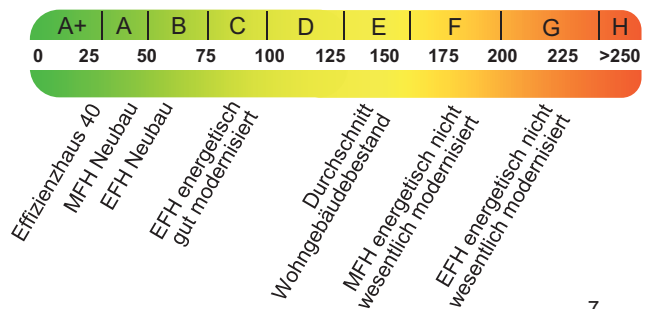 A+ A B C D E F G H
0 25 50 75 100 125 150 175 200 225 >250
Effizienzhaus 40
MFH Neubau
EFH Neubau
EFH energetisch
gut modernisiert
Durchschnitt
Wohngebäudebestand
MFH energetisch nicht
wesentlich modernisiert
EFH energetisch nicht
wesentlich modernisiert